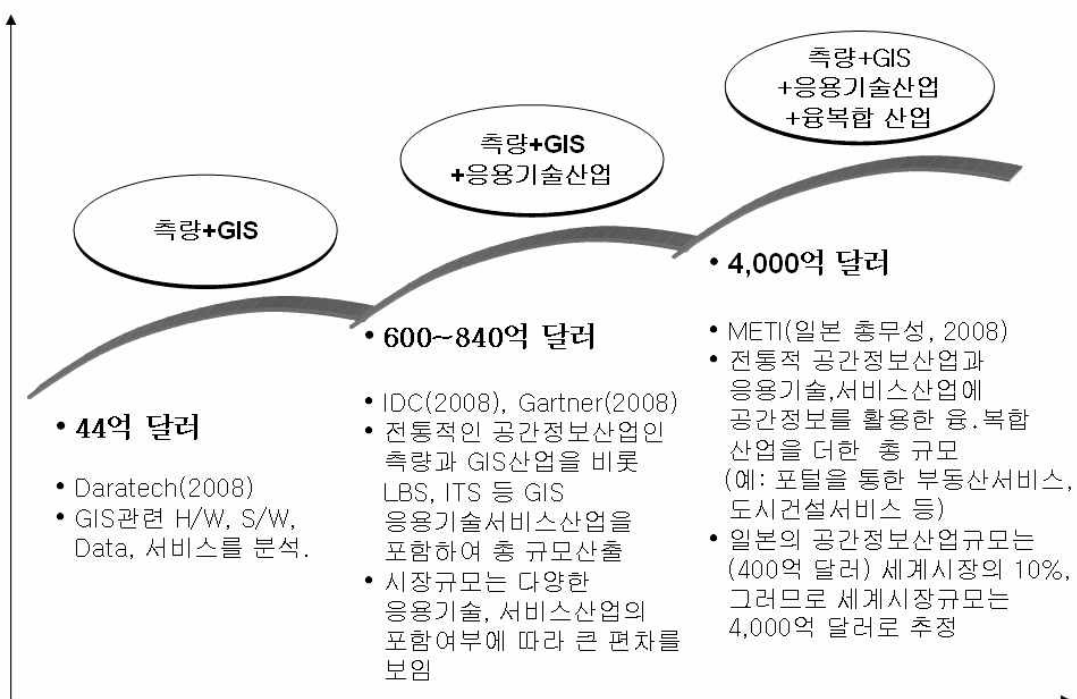 측량+GIS
• 44억 달러
• Daratech(2008)
• GIS관련 H/W, S/W,
Data, 서비스를 분석.
측량+GIS
+응용기술산업
• 600~840억 달러
• IDC(2008), Gartner(2008)
• 전통적인 공간정보산업인
측량과 GIS산업을 비롯
LBS, ITS 등 GIS
응용기술서비스산업을
포함하여 총 규모산출
• 시장규모는 다양한
응용기술, 서비스산업의
포함여부에 따라 큰 편차를
보임
측량+GIS
+응용기술산업
+융복합 산업
• 4,000억 달러
• METI(일본 총무성, 2008)
• 전통적 공간정보산업과
응용기술,서비스산업에
공간정보를 활용한 융.복합
산업을 더한 총 규모
(예: 포털을 통한 부동산서비스,
도시건설서비스 등)
• 일본의 공간정보산업규모는
(400억 달러) 세계시장의 10%,
그러므로 세계시장규모는
4,000억 달러로 추정